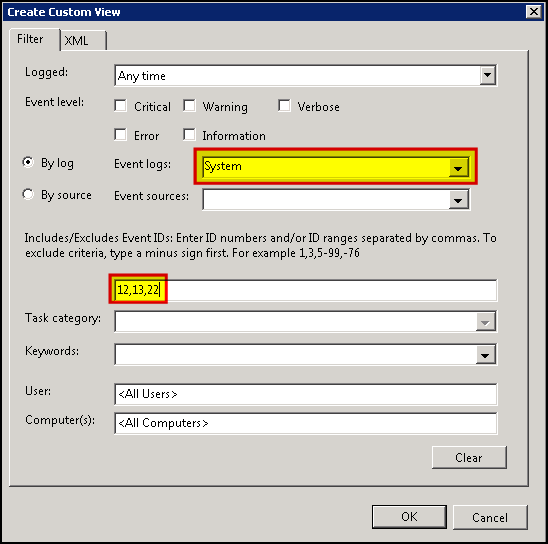 Create Custom View
Filter XML
Logged: Any time
Event level: Critical Warning Verbose
Error Information
By log Event logs: System
By source Event sources:
Includes/Excludes Event IDs: Enter ID numbers and/or ID ranges separated by commas. To
exclude criteria, type a minus sign first. For example 1,3,5-99,-76
12,13,22
Task category:
Keywords:
User: <All Users>
Computer(s): <All Computers>
Clear
OK Cancel